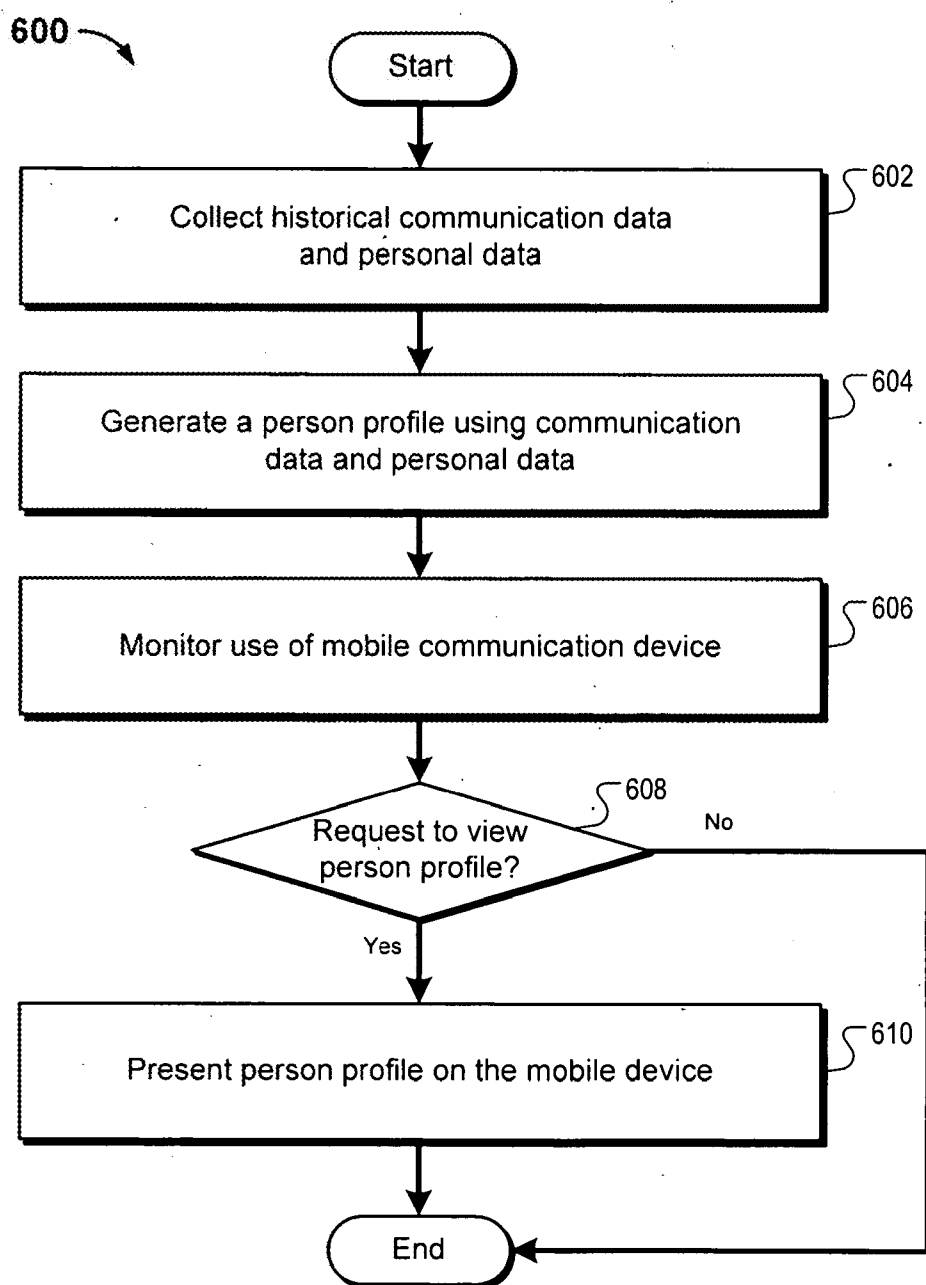 600
Start
602
Collect historical communication data
and personal data
604
Generate a person profile using communication
data and personal data
606
Monitor use of mobile communication device
608
Request to view
person profile?
No
Yes
610
Present person profile on the mobile device
End